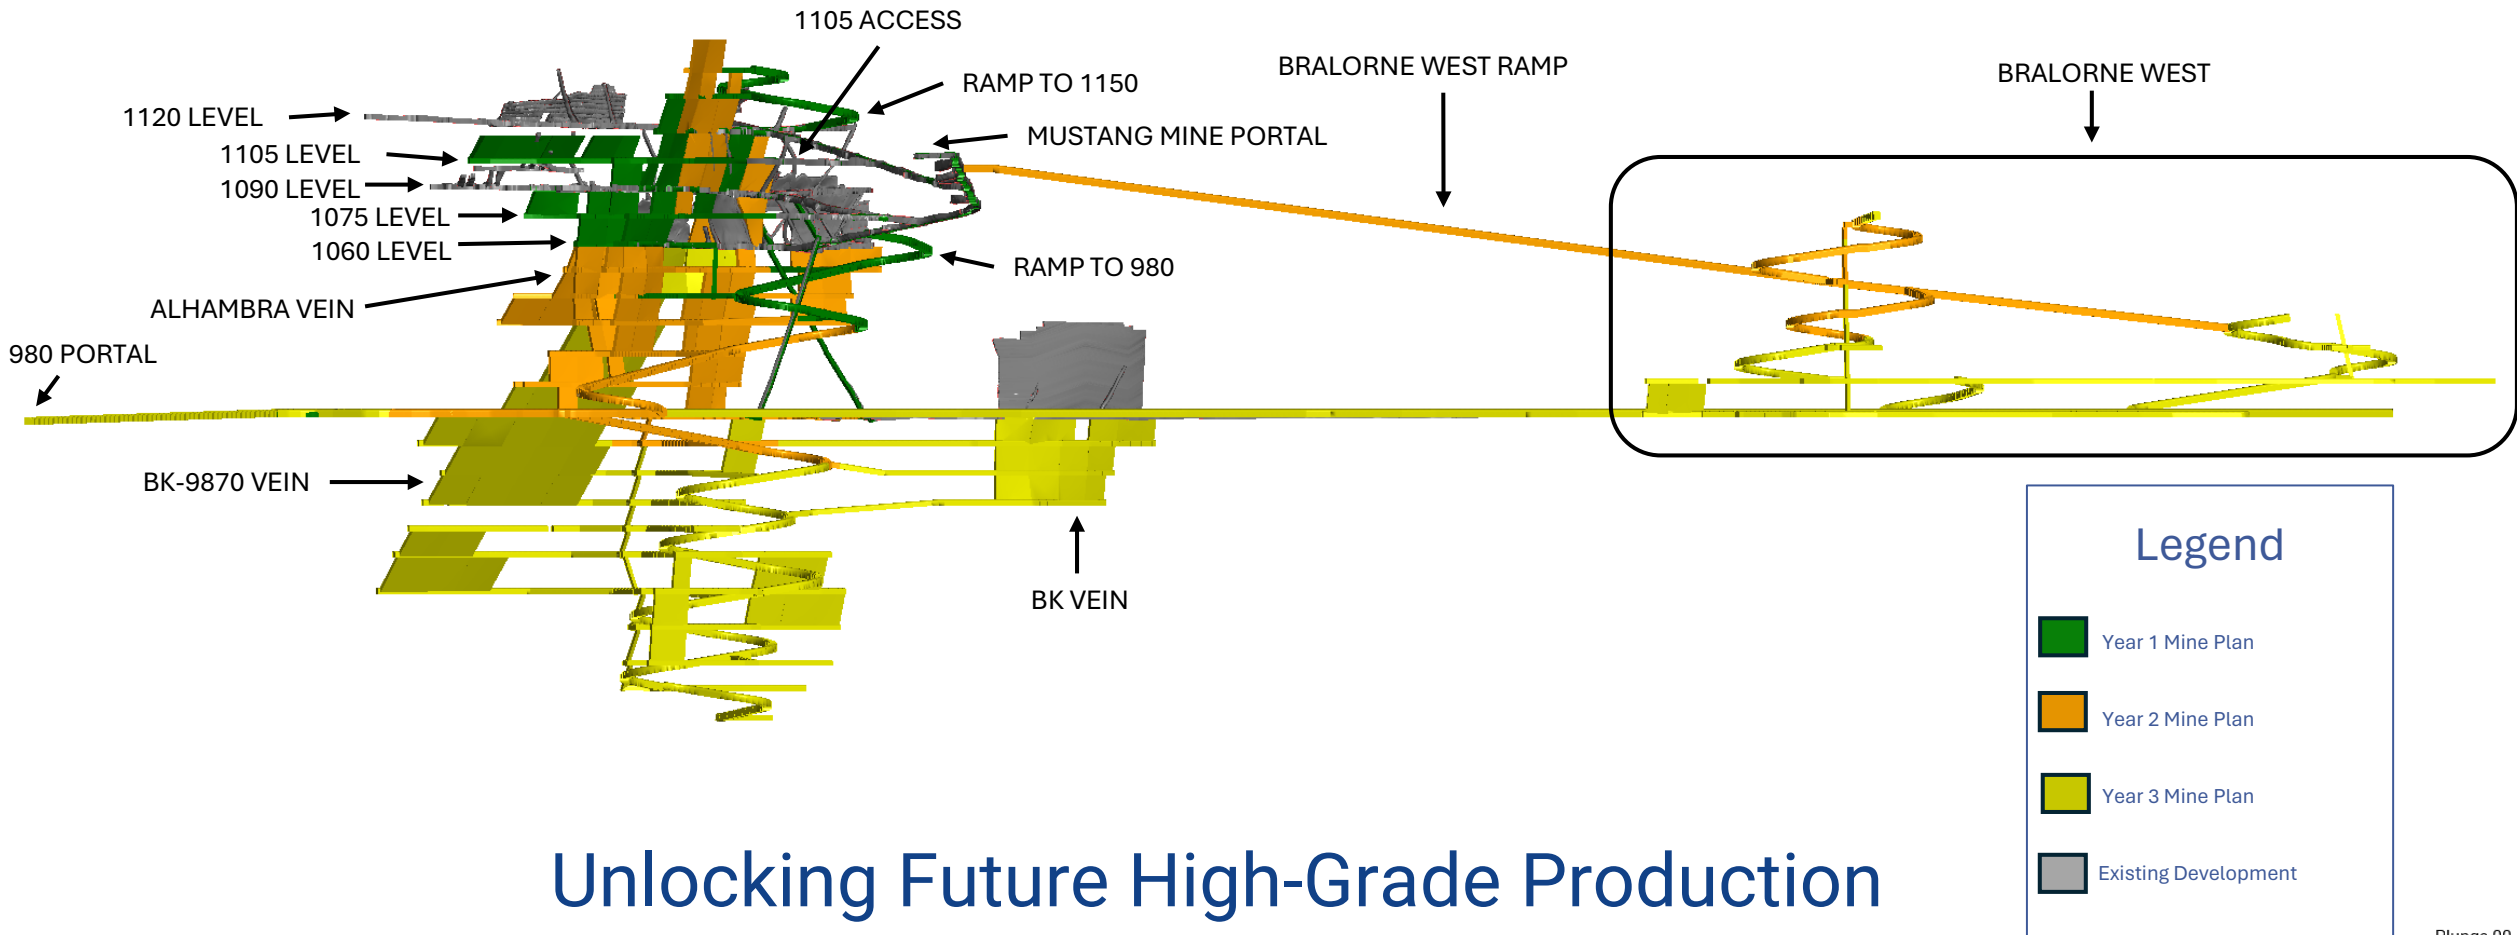 1105 ACCESS
BRALORNE WEST RAMP
BRALORNE WEST
RAMP TO 1150
1120 LEVEL
MUSTANG MINE PORTAL
1105 LEVEL
1090 LEVEL
1075 LEVEL
1060 LEVEL
RAMP TO 980
ALHAMBRA VEIN
980 PORTAL
BK-9870 VEIN
BK VEIN
Legend
Year 1 Mine Plan
Year 2 Mine Plan
Year 3 Mine Plan
Existing Development
Unlocking Future High-Grade Production